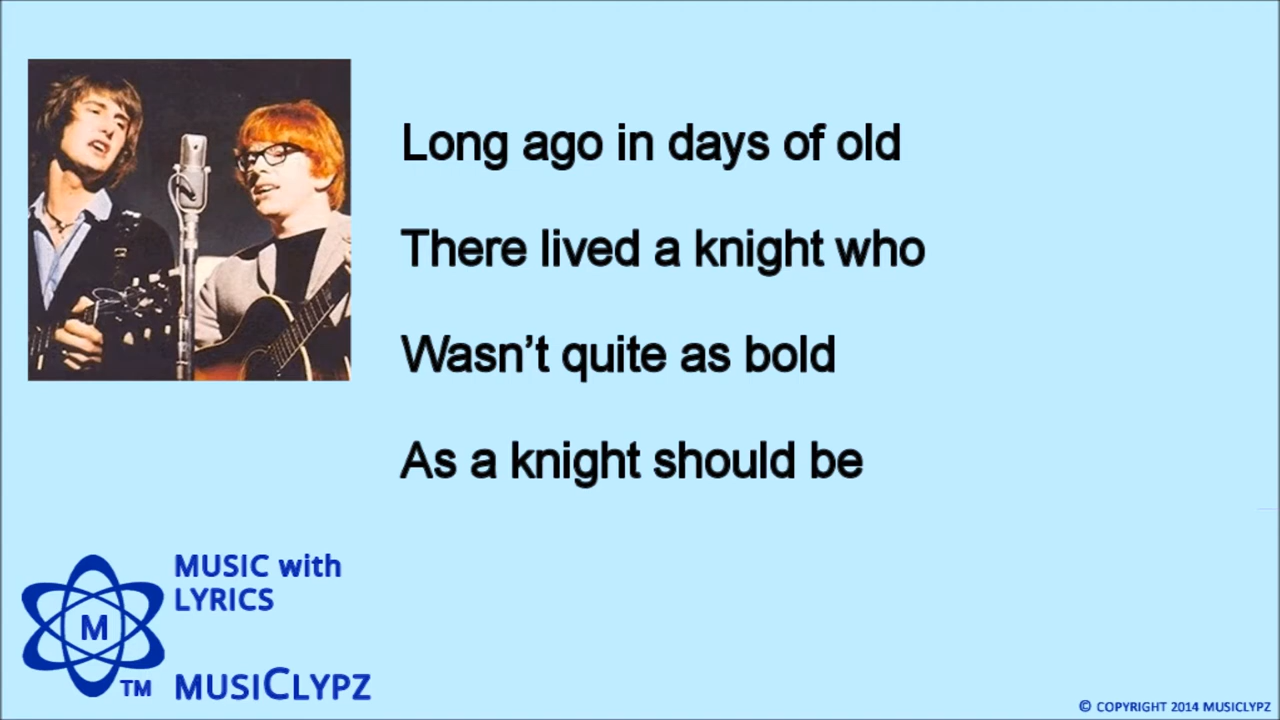 Long ago in days of old
There lived a knight who
Wasn’t quite as bold
As a knight should be
MUSIC with
LYRICS
M
TM
MUSICLYPZ
© COPYRIGHT 2014 MUSICLYPZ